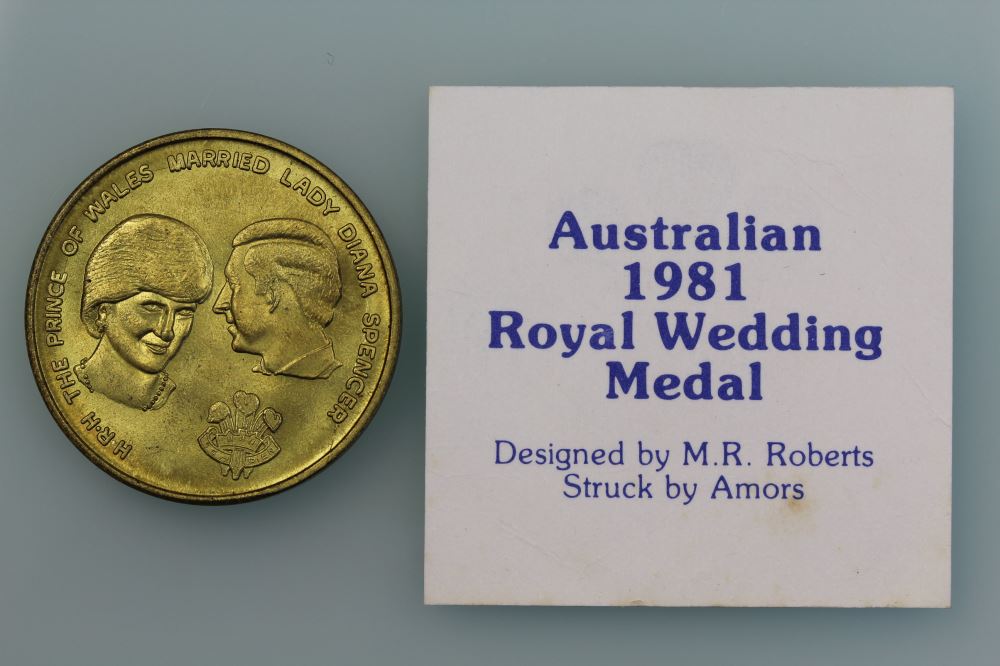 H·R·H THE PRINCE OF WALES MARRIED LADY DIANA SPENCER
Australian
1981
Royal Wedding
Medal
Designed by M.R. Roberts
Struck by Amors